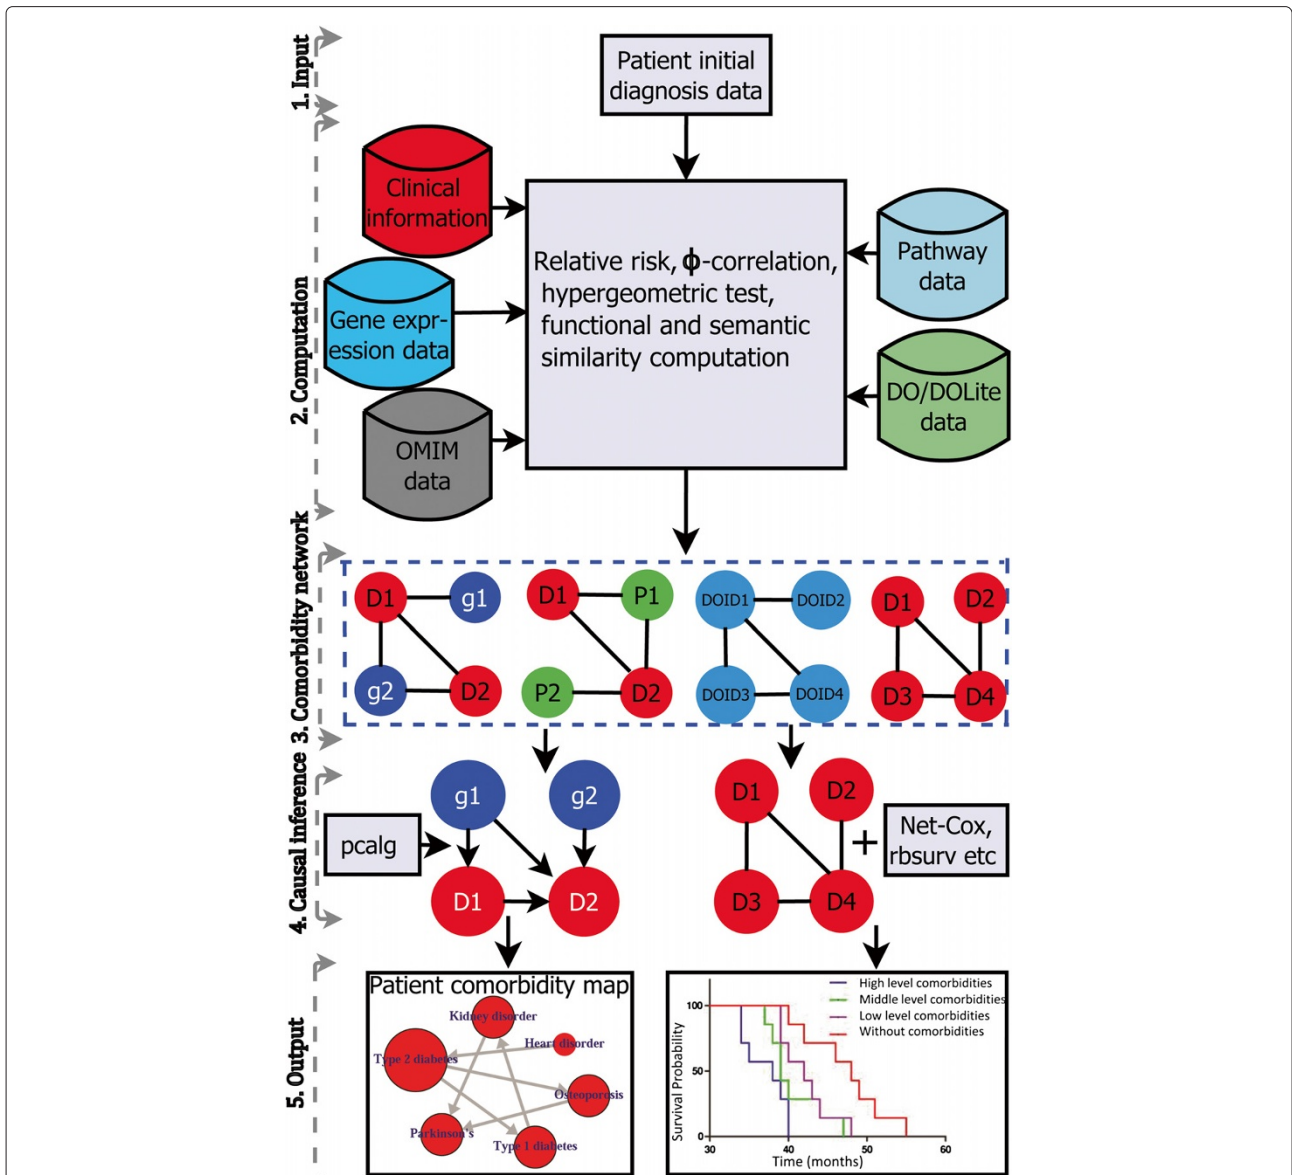 1. Input
Patient initial
diagnosis data
2. Computation
Clinical
information
Gene expr-
ession data
OMIM
data
Relative risk, ϕ-correlation,
hypergeometric test,
functional and semantic
similarity computation
Pathway
data
DO/DOLite
data
3. Comorbidity network
D1
g1
g2
D2
D1
P1
P2
D2
DOID1
DOID2
DOID3
DOID4
D1
D2
D3
D4
4. Causal inference
pcalg
g1
g2
D1
D2
D1
D2
D3
D4
+
Net-Cox,
rbsurv etc
5. Output
Patient comorbidity map
Kidney disorder
Heart disorder
Type 2 diabetes
Osteoporosis
Parkinson's
Type 1 diabetes
High level comorbidities
Middle level comorbidities
Low level comorbidities
Without comorbidities
Survival Probability
100
50
0
30
40
50
60
Time (months)